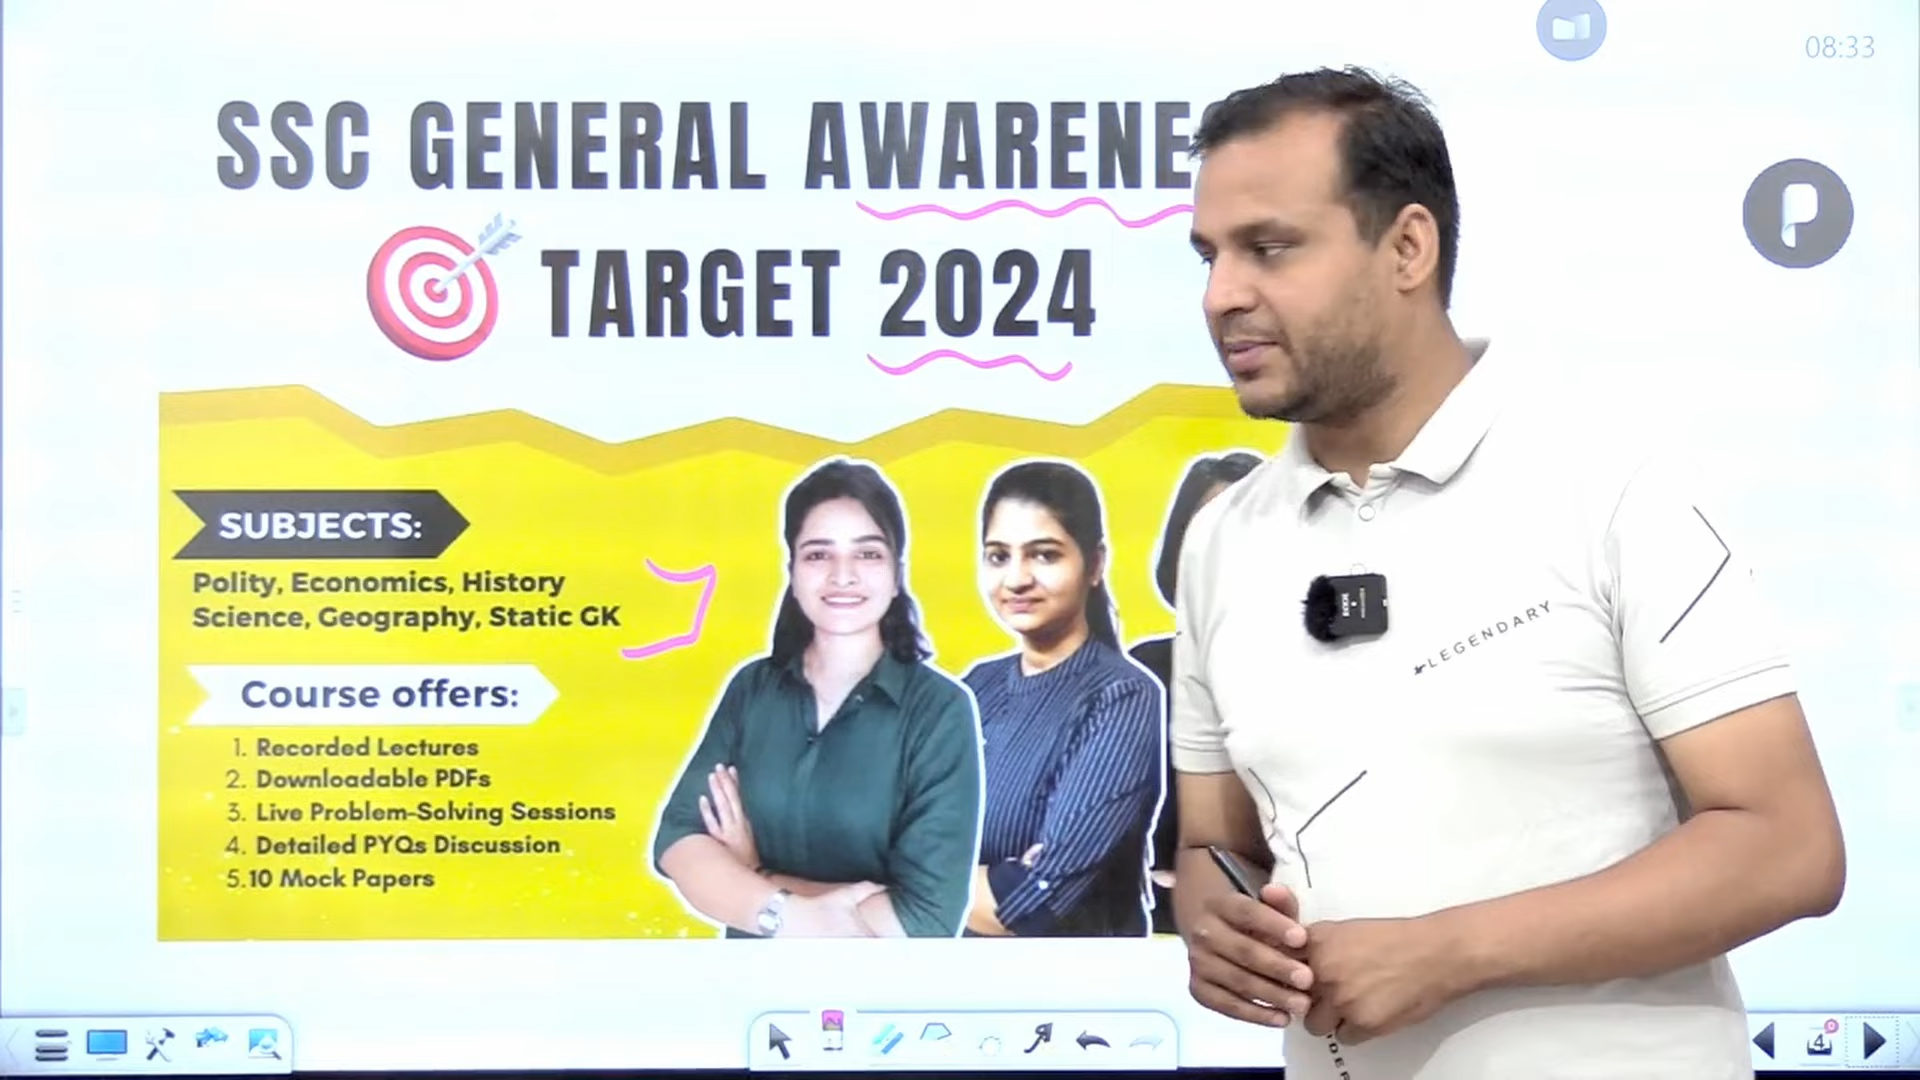 08:33
SSC GENERAL AWARENE
TARGET 2024
SUBJECTS:
Polity, Economics, History
Science, Geography, Static GK
Course offers:
1. Recorded Lectures
2. Downloadable PDFs
3. Live Problem-Solving Sessions
4. Detailed PYQs Discussion
5.10 Mock Papers
LEGENDARY
4